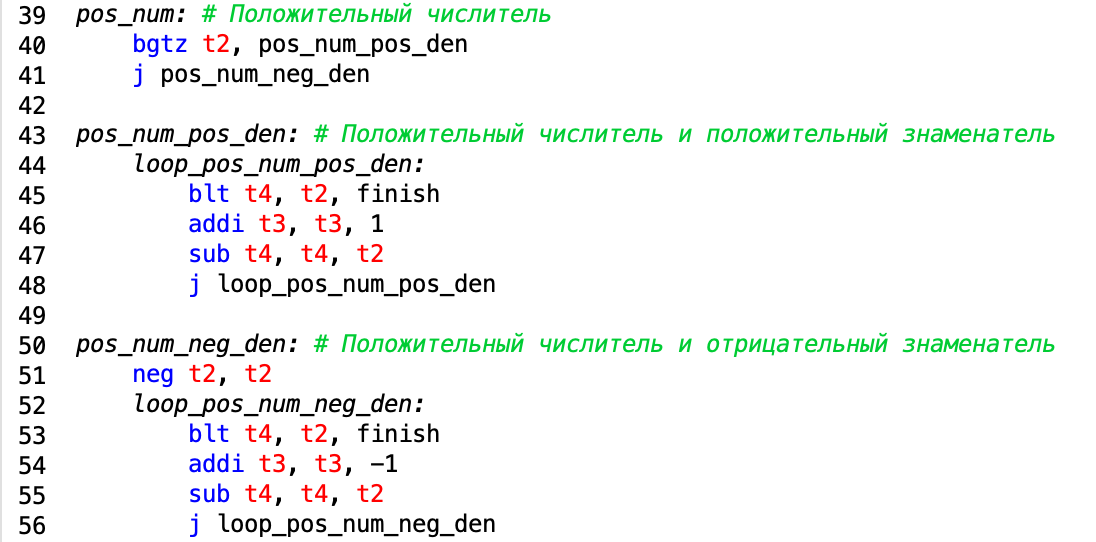 39 pos_num: # Положительный числитель
40     bgtz t2, pos_num_pos_den
41     j pos_num_neg_den
42
43 pos_num_pos_den: # Положительный числитель и положительный знаменатель
44     loop_pos_num_pos_den:
45         blt t4, t2, finish
46         addi t3, t3, 1
47         sub t4, t4, t2
48         j loop_pos_num_pos_den
49
50 pos_num_neg_den: # Положительный числитель и отрицательный знаменатель
51     neg t2, t2
52     loop_pos_num_neg_den:
53         blt t4, t2, finish
54         addi t3, t3, -1
55         sub t4, t4, t2
56         j loop_pos_num_neg_den